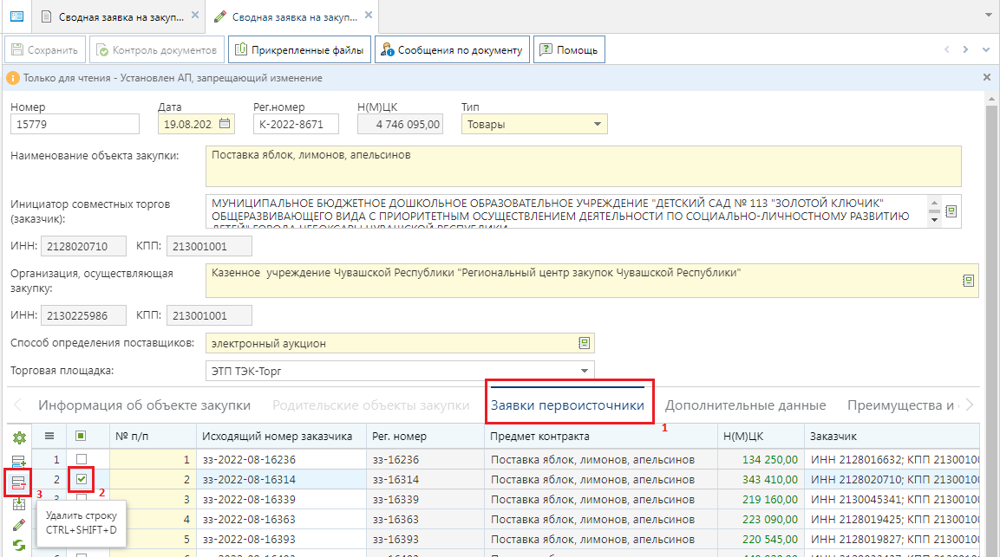 Сводная заявка на закуп... Сводная заявка на закуп...
Сохранить Контроль документов Прикрепленные файлы Сообщения по документу Помощь
Только для чтения - Установлен АП, запрещающий изменение
Номер Дата Рег.номер Н(М)ЦК Тип
15779 19.08.202 К-2022-8671 4 746 095,00 Товары
Наименование объекта закупки: Поставка яблок, лимонов, апельсинов
Инициатор совместных торгов МУНИЦИПАЛЬНОЕ БЮДЖЕТНОЕ ДОШКОЛЬНОЕ ОБРАЗОВАТЕЛЬНОЕ УЧРЕЖДЕНИЕ "ДЕТСКИЙ САД № 113 "ЗОЛОТОЙ КЛЮЧИК"
(заказчик): ОБЩЕРАЗВИВАЮЩЕГО ВИДА С ПРИОРИТЕТНЫМ ОСУЩЕСТВЛЕНИЕМ ДЕЯТЕЛЬНОСТИ ПО СОЦИАЛЬНО-ЛИЧНОСТНОМУ РАЗВИТИЮ
ДЕТЕЙ" ГОРОДА ЧЕБОКСАРЫ ЧУВАШСКОЙ РЕСПУБЛИКИ
ИНН: 2128020710 КПП: 213001001
Организация, осуществляющая Казенное учреждение Чувашской Республики "Региональный центр закупок Чувашской Республики"
закупку:
ИНН: 2130225986 КПП: 213001001
Способ определения поставщиков: электронный аукцион
Торговая площадка: ЭТП ТЭК-Торг
Информация об объекте закупки Родительские объекты закупки Заявки первоисточники Дополнительные данные Преимущества и
1
№ п/п Исходящий номер заказчика Рег. номер Предмет контракта Н(М)ЦК Заказчик
1 1 зз-2022-08-16236 зз-16236 Поставка яблок, лимонов, апельсинов 134 250,00 ИНН 2128016632; КПП 2130010
2 2 зз-2022-08-16314 зз-16314 Поставка яблок, лимонов, апельсинов 343 410,00 ИНН 2128020710; КПП 2130010
3 2
3 3 зз-2022-08-16339 зз-16339 Поставка яблок, лимонов, апельсинов 219 160,00 ИНН 2130045341; КПП 2130010
Удалить строку
CTRL+SHIFT+D
4 зз-2022-08-16363 зз-16363 Поставка яблок, лимонов, апельсинов 223 090,00 ИНН 2128019425; КПП 2130010
5 зз-2022-08-16393 зз-16393 Поставка яблок, лимонов, апельсинов 220 545,00 ИНН 2128019827; КПП 2130010